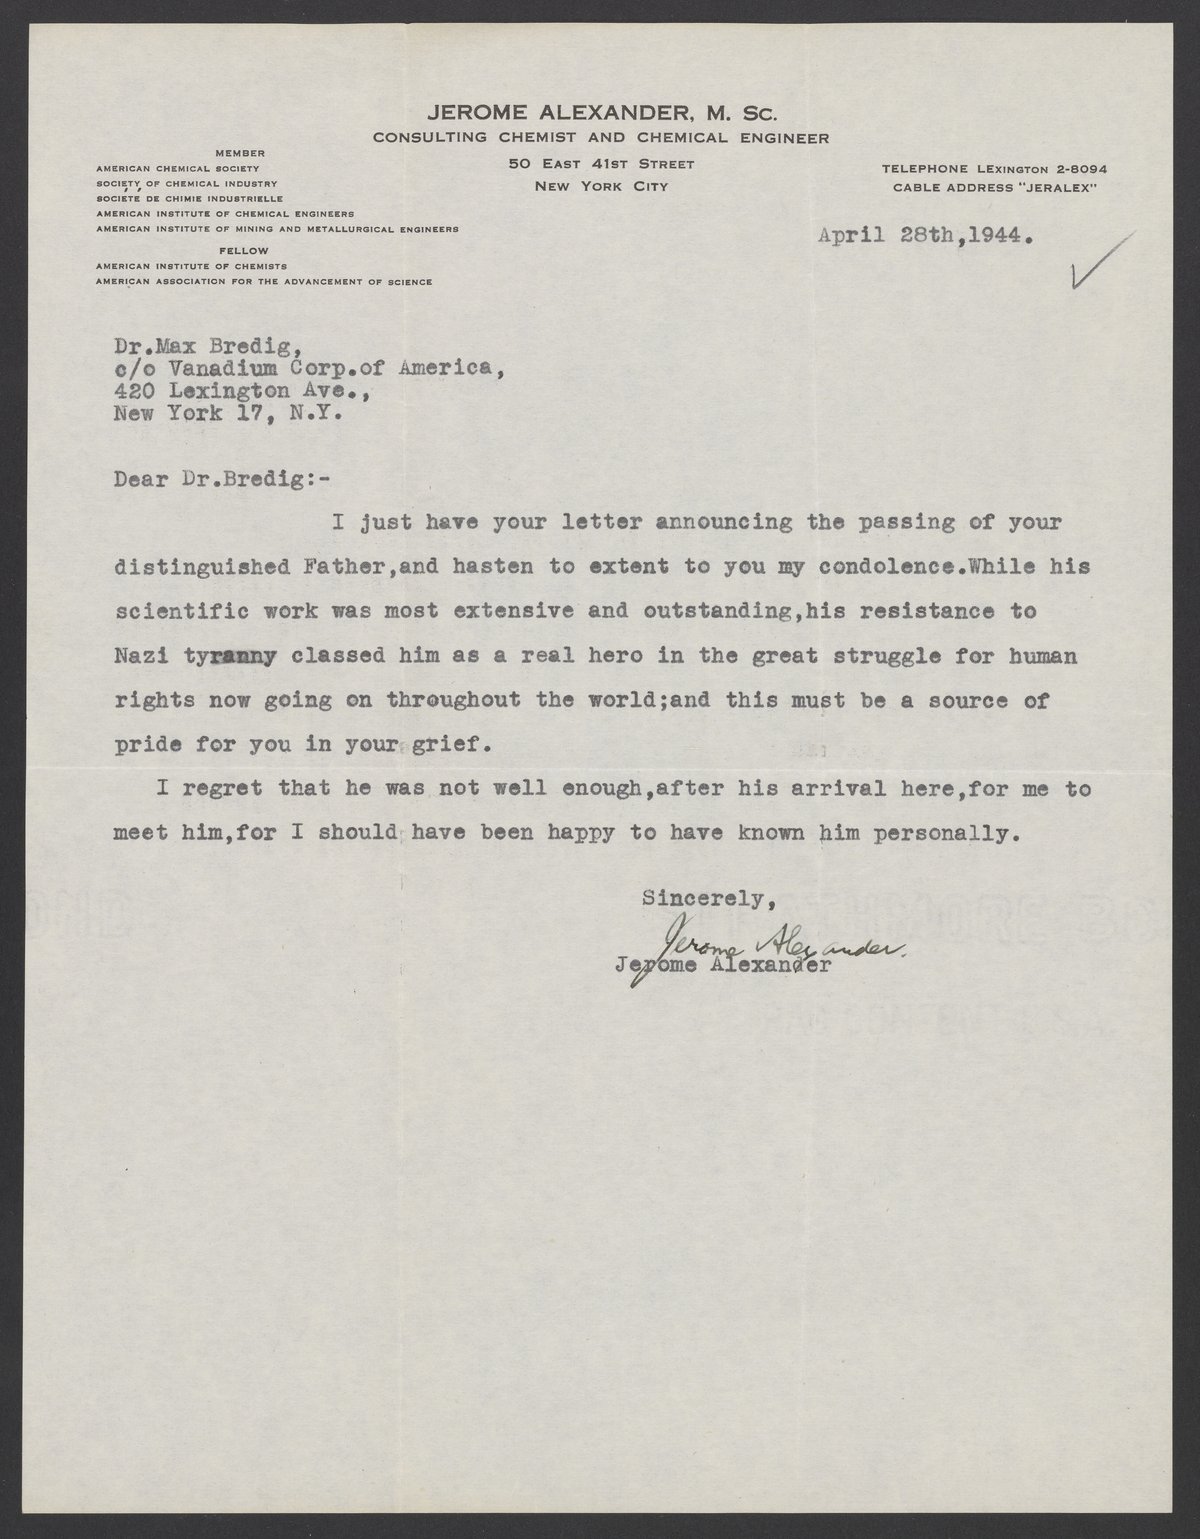 JEROME ALEXANDER, M. Sc.
CONSULTING CHEMIST AND CHEMICAL ENGINEER
50 EAST 41ST STREET
NEW YORK CITY
MEMBER
AMERICAN CHEMICAL SOCIETY
SOCIETY OF CHEMICAL INDUSTRY
SOCIÉTÉ DE CHIMIE INDUSTRIELLE
AMERICAN INSTITUTE OF CHEMICAL ENGINEERS
AMERICAN INSTITUTE OF MINING AND METALLURGICAL ENGINEERS
FELLOW
AMERICAN INSTITUTE OF CHEMISTS
AMERICAN ASSOCIATION FOR THE ADVANCEMENT OF SCIENCE
TELEPHONE LEXINGTON 2-8094
CABLE ADDRESS "JERALEX"
April 28th,1944.
Dr.Max Bredig,
c/o Vanadium Corp.of America,
420 Lexington Ave.,
New York 17, N.Y.
Dear Dr.Bredig:-
I just have your letter announcing the passing of your
distinguished Father,and hasten to extent to you my condolence.While his
scientific work was most extensive and outstanding,his resistance to
Nazi tyranny classed him as a real hero in the great struggle for human
rights now going on throughout the world;and this must be a source of
pride for you in your grief.
I regret that he was not well enough,after his arrival here,for me to
meet him,for I should have been happy to have known him personally.
Sincerely,
Jerome Alexander.
Jerome Alexander